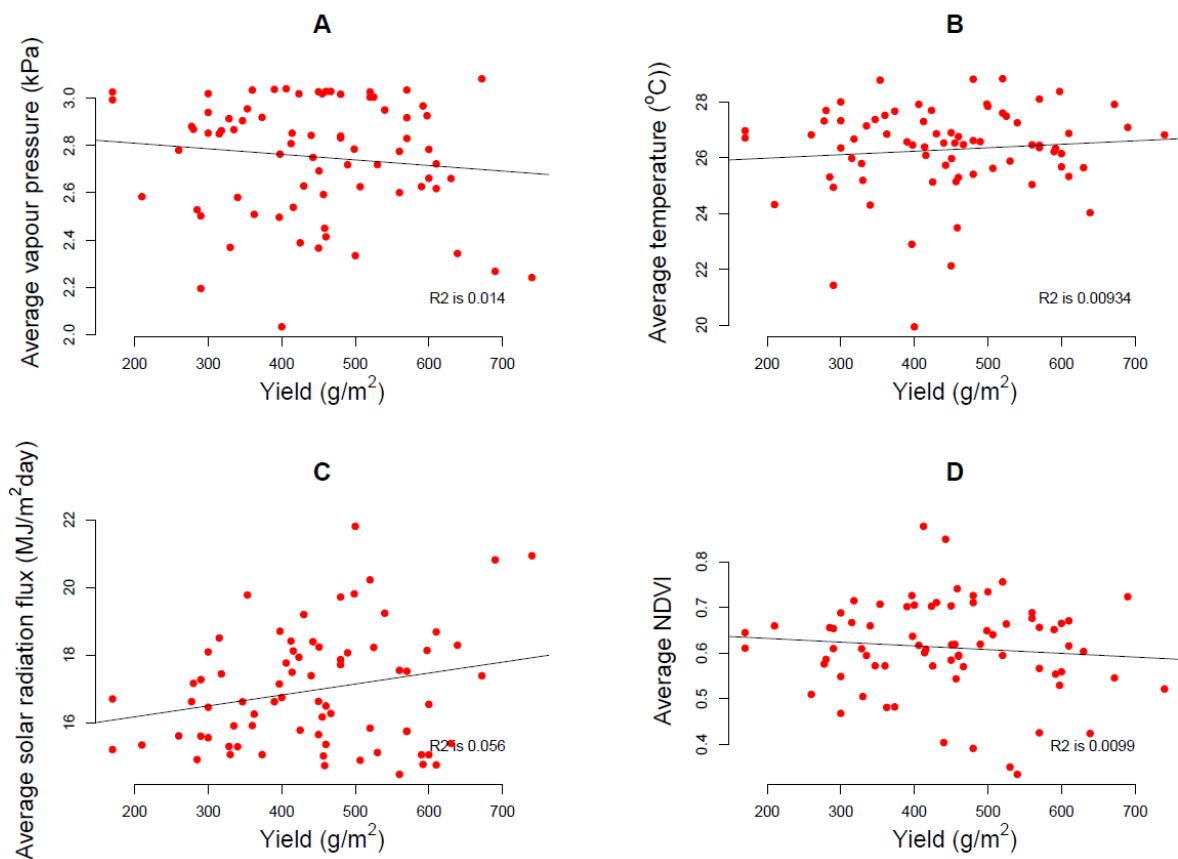 A
Average vapour pressure (kPa)
3.0
2.8
2.6
2.4
2.2
2.0
R2 is 0.014
200 300 400 500 600 700
Yield (g/m²)
B
Average temperature (°C))
28
26
24
22
20
R2 is 0.00934
200 300 400 500 600 700
Yield (g/m²)
C
Average solar radiation flux (MJ/m²day)
22
20
18
16
R2 is 0.056
200 300 400 500 600 700
Yield (g/m²)
D
Average NDVI
0.8
0.7
0.6
0.5
0.4
R2 is 0.0099
200 300 400 500 600 700
Yield (g/m²)